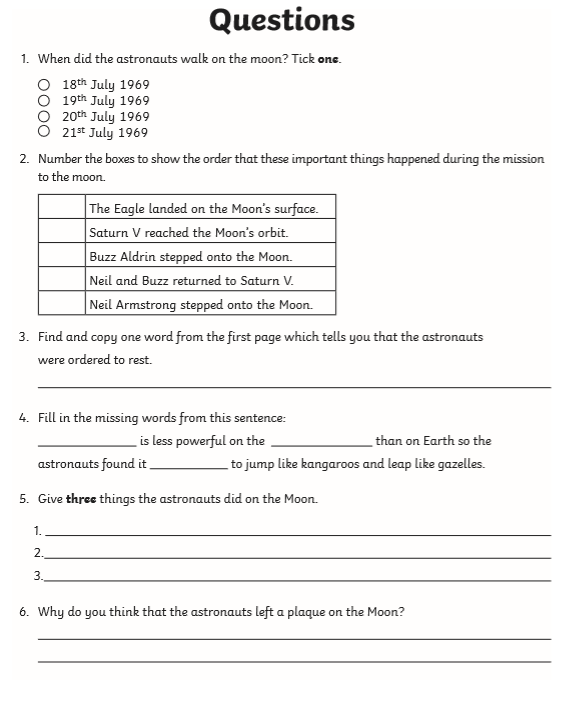 Questions
1. When did the astronauts walk on the moon? Tick one.
18th July 1969
19th July 1969
20th July 1969
21st July 1969
2. Number the boxes to show the order that these important things happened during the mission
to the moon.
The Eagle landed on the Moon's surface.
Saturn V reached the Moon's orbit.
Buzz Aldrin stepped onto the Moon.
Neil and Buzz returned to Saturn V.
Neil Armstrong stepped onto the Moon.
3. Find and copy one word from the first page which tells you that the astronauts
were ordered to rest.
4. Fill in the missing words from this sentence:
____________ is less powerful on the ____________ than on Earth so the
astronauts found it __________ to jump like kangaroos and leap like gazelles.
5. Give three things the astronauts did on the Moon.
1.
2.
3.
6. Why do you think that the astronauts left a plaque on the Moon?